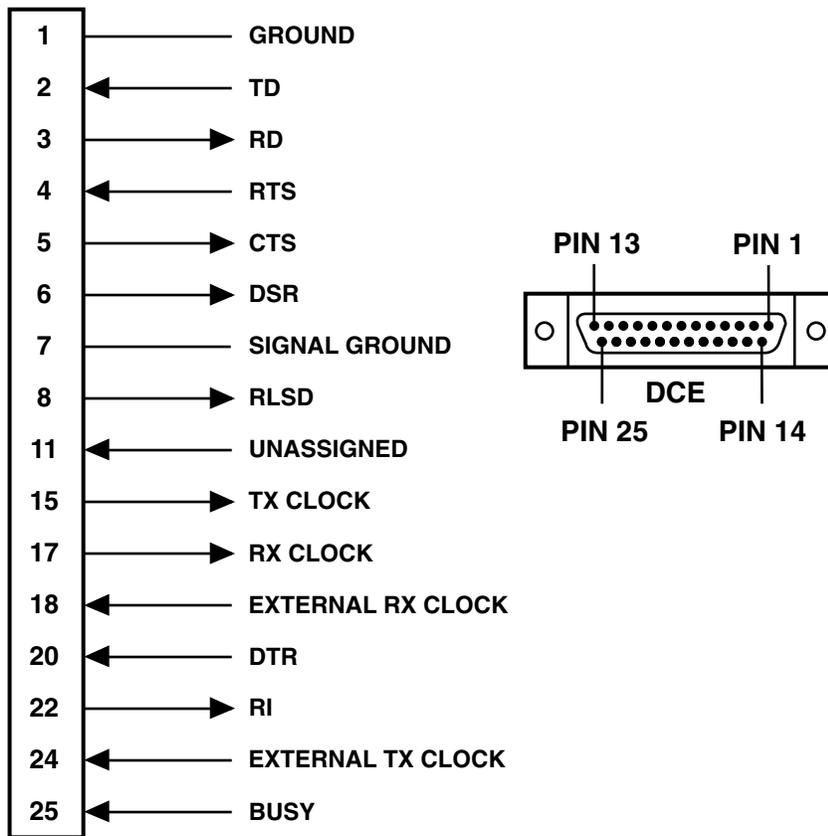 1 GROUND
2 TD
3 RD
4 RTS
5 CTS
6 DSR
7 SIGNAL GROUND
8 RLSD
11 UNASSIGNED
15 TX CLOCK
17 RX CLOCK
18 EXTERNAL RX CLOCK
20 DTR
22 RI
24 EXTERNAL TX CLOCK
25 BUSY
PIN 13 PIN 1
DCE
PIN 25 PIN 14